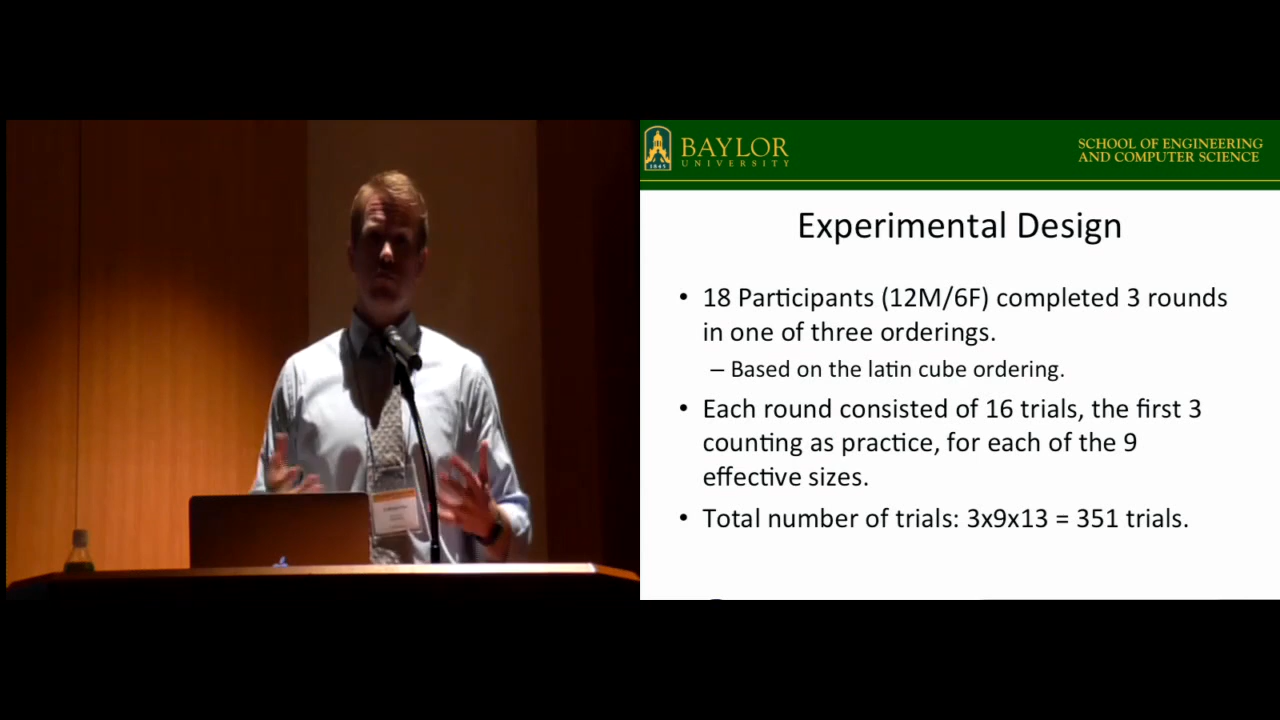 BAYLOR
UNIVERSITY
1845
SCHOOL OF ENGINEERING
AND COMPUTER SCIENCE
Experimental Design
• 18 Participants (12M/6F) completed 3 rounds
in one of three orderings.
– Based on the latin cube ordering.
• Each round consisted of 16 trials, the first 3
counting as practice, for each of the 9
effective sizes.
• Total number of trials: 3x9x13 = 351 trials.